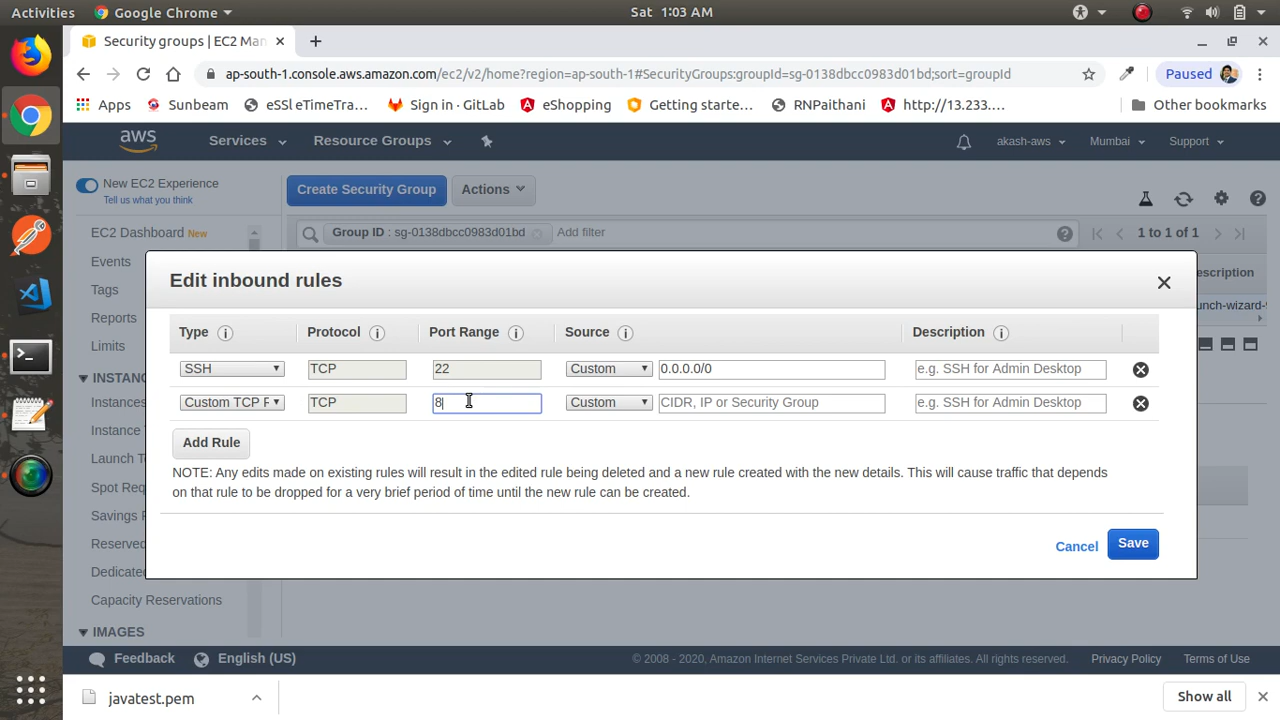 Activities
Google Chrome
Sat 1:03 AM
Security groups | EC2 Man
ap-south-1.console.aws.amazon.com/ec2/v2/home?region=ap-south-1#SecurityGroups:groupId=sg-0138dbcc0983d01bd;sort=groupId
Paused
Apps
Sunbeam
eSSl eTimeTra...
Sign in · GitLab
eShopping
Getting starte...
RNPaithani
http://13.233....
Other bookmarks
aws
Services
Resource Groups
akash-aws
Mumbai
Support
New EC2 Experience
Tell us what you think
Create Security Group
Actions
EC2 Dashboard New
Group ID : sg-0138dbcc0983d01bd
Add filter
1 to 1 of 1
Events
Tags
Reports
Limits
INSTANC
Instances
Instance T
Launch Te
Spot Req
Savings P
Reserved
Dedicated
Capacity Reservations
IMAGES
escription
unch-wizard-9
Edit inbound rules
Type
Protocol
Port Range
Source
Description
SSH
TCP
22
Custom
0.0.0.0/0
e.g. SSH for Admin Desktop
Custom TCP F
TCP
8
Custom
CIDR, IP or Security Group
e.g. SSH for Admin Desktop
Add Rule
NOTE: Any edits made on existing rules will result in the edited rule being deleted and a new rule created with the new details. This will cause traffic that depends
on that rule to be dropped for a very brief period of time until the new rule can be created.
Cancel
Save
Feedback
English (US)
© 2008 - 2020, Amazon Internet Services Private Ltd. or its affiliates. All rights reserved.
Privacy Policy
Terms of Use
javatest.pem
Show all